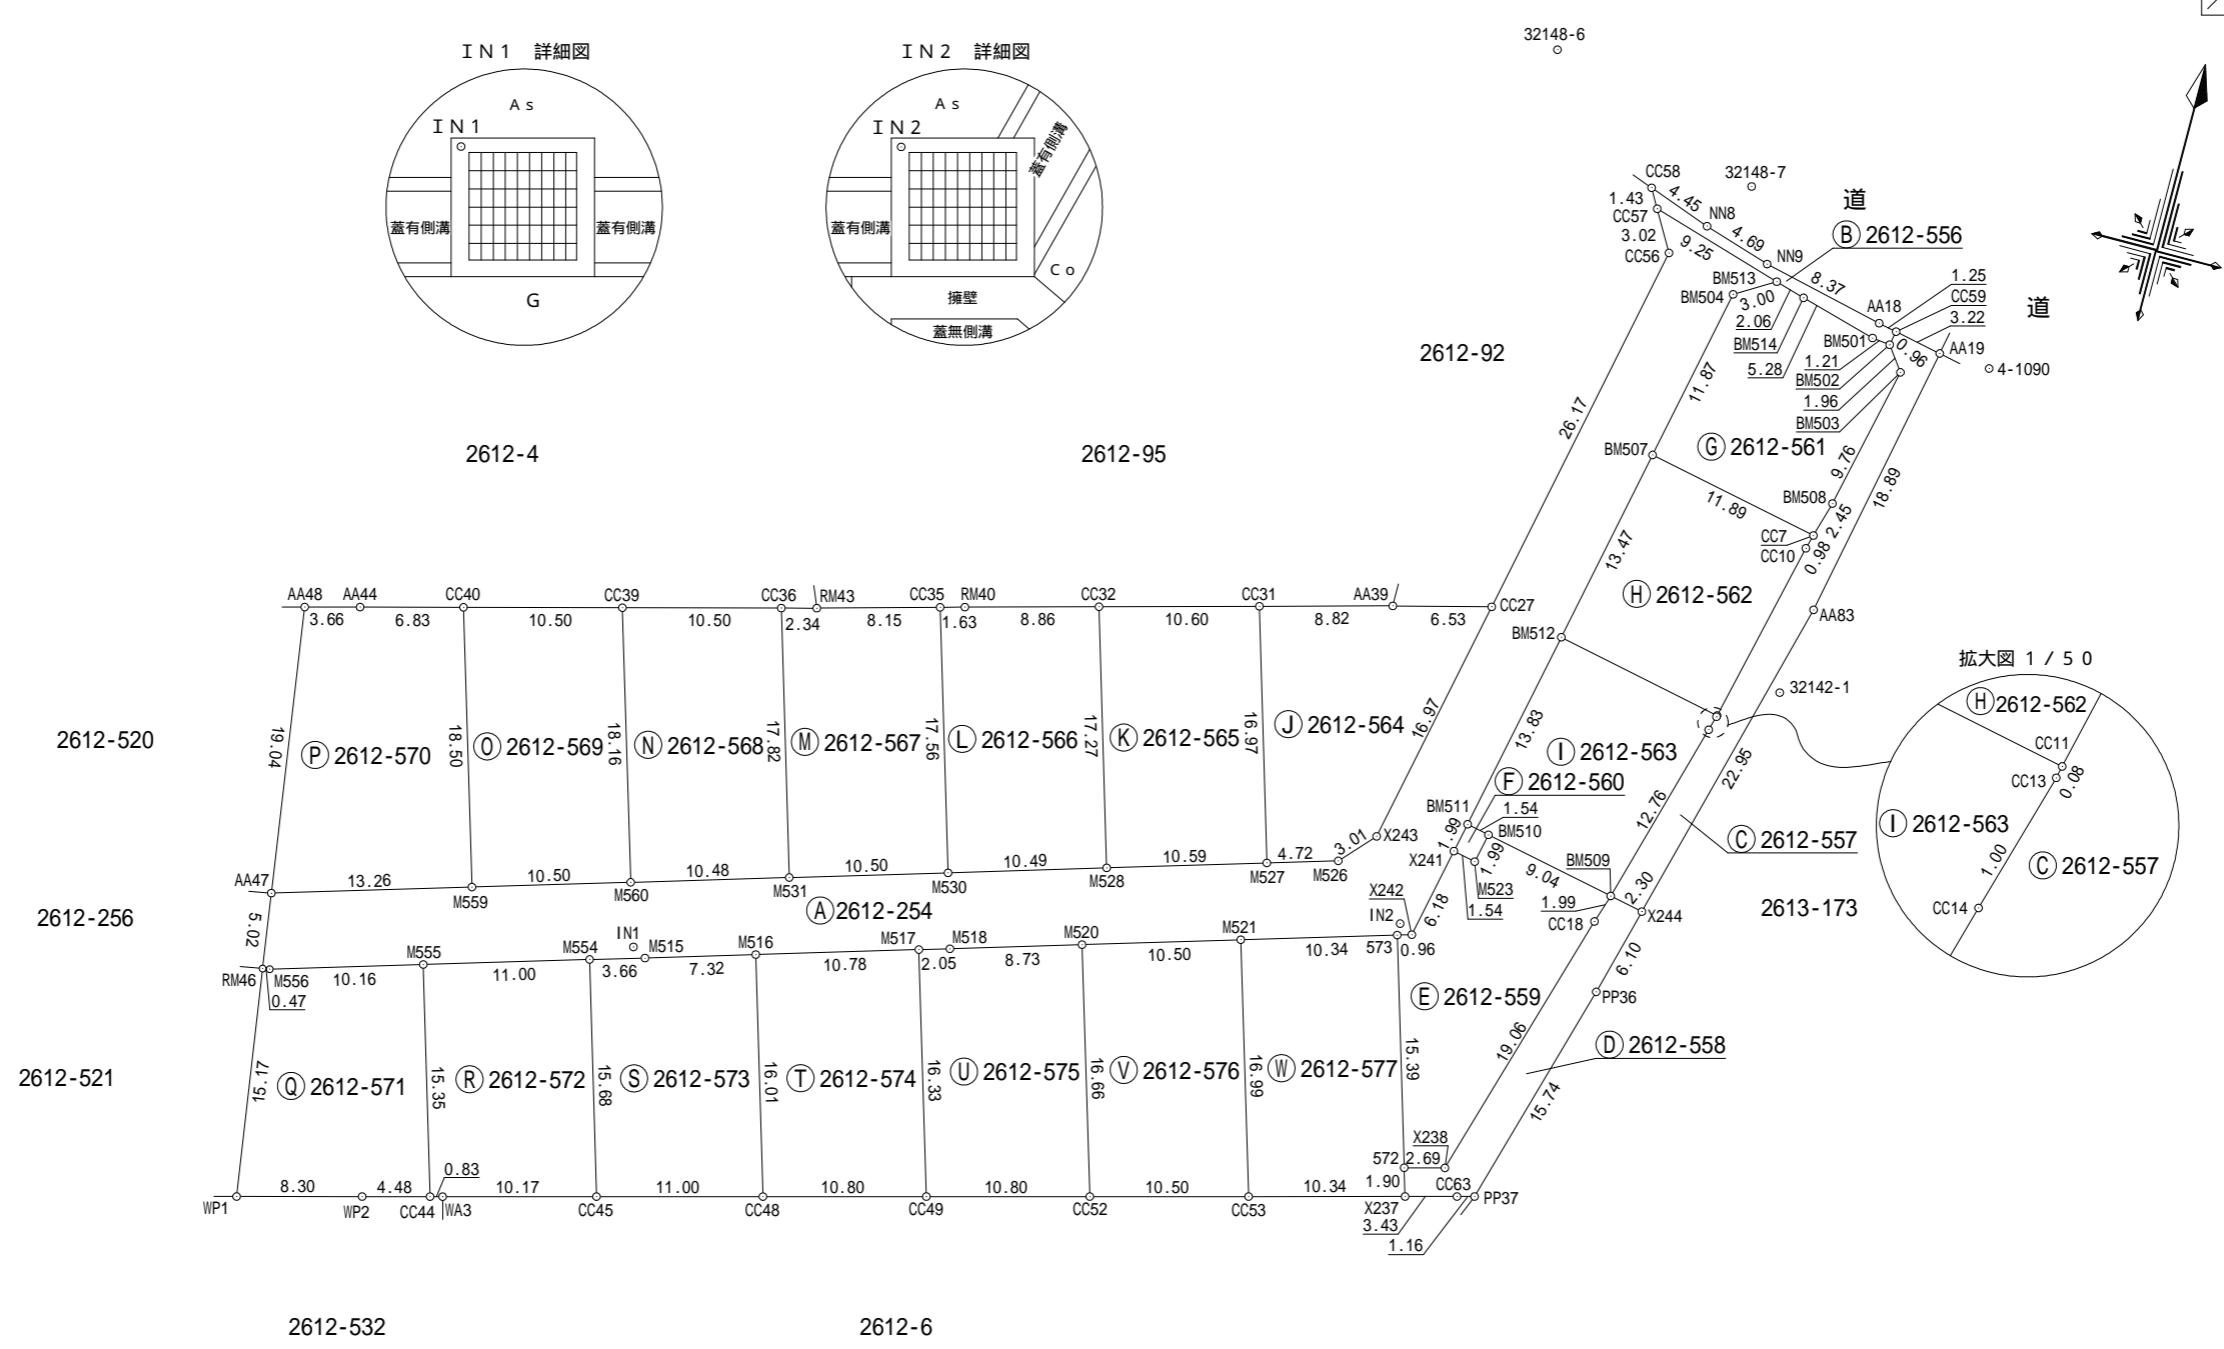 32148-6
ＩＮ１　詳細図
As
ＩＮ１
蓋有側溝
蓋有側溝
G
ＩＮ２　詳細図
As
ＩＮ２
蓋有側溝
蓋有側溝
Co
擁壁
蓋無側溝
CC58
32148-7
道
1.43
4.45
NN8
CC57
4.69
Ⓑ 2612-556
3.02
9.25
NN9
CC56
BM513
8.37
1.25
BM504
3.00
AA18
CC59
道
2.06
3.22
BM514
BM501
0.96
AA19
2612-92
5.28
1.21
4-1090
BM502
11.87
1.96
BM503
26.17
2612-4
2612-95
BM507
Ⓖ 2612-561
9.76
18.89
11.89
BM508
2.45
CC7
CC10
0.98
13.47
AA48
AA44
CC40
CC39
CC36
RM43
CC35
RM40
CC32
CC31
AA39
CC27
Ⓗ 2612-562
3.66
6.83
10.50
10.50
2.34
8.15
1.63
8.86
10.60
8.82
6.53
AA83
BM512
拡大図 １/５０
32142-1
Ⓗ 2612-562
CC11
CC13
0.08
Ⓘ 2612-563
1.00
Ⓒ 2612-557
CC14
2612-520
19.04
Ⓟ 2612-570
18.50
Ⓞ 2612-569
18.16
Ⓝ 2612-568
17.82
Ⓜ 2612-567
17.56
Ⓛ 2612-566
17.27
Ⓚ 2612-565
16.97
Ⓙ 2612-564
16.97
13.83
Ⓘ 2612-563
22.95
Ⓕ 2612-560
1.54
12.76
BM511
1.99
BM510
Ⓒ 2612-557
3.01
X243
X241
1.99
BM509
AA47
13.26
10.50
10.48
10.50
10.49
10.59
4.72
M559
M560
M531
M530
M528
M527
M526
9.04
M523
2.30
X242
1.54
1.99
2612-256
5.02
Ⓐ 2612-254
6.18
X244
2613-173
IN2
CC18
IN1
M555
M554
M515
M516
M517
M518
M520
M521
573
0.96
RM46
M556
10.16
11.00
3.66
7.32
10.78
2.05
8.73
10.50
10.34
0.47
6.10
Ⓔ 2612-559
PP36
19.06
Ⓓ 2612-558
2612-521
15.17
Ⓠ 2612-571
15.35
Ⓡ 2612-572
15.68
Ⓢ 2612-573
16.01
Ⓣ 2612-574
16.33
Ⓤ 2612-575
16.66
Ⓥ 2612-576
16.99
Ⓦ 2612-577
15.39
15.74
X238
572
2.69
0.83
8.30
4.48
10.17
11.00
10.80
10.80
10.50
10.34
1.90
CC63
WP1
WP2
CC44
WA3
CC45
CC48
CC49
CC52
CC53
X237
PP37
3.43
1.16
2612-532
2612-6